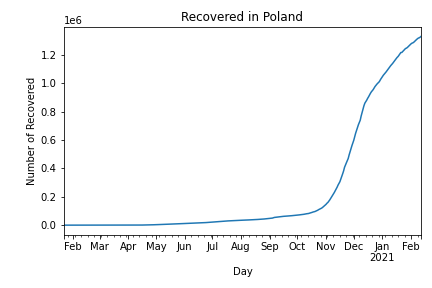 Recovered in Poland
1e6
1.2
1.0
0.8
0.6
0.4
0.2
0.0
Number of Recovered
Feb Mar Apr May Jun Jul Aug Sep Oct Nov Dec Jan Feb
2021
Day